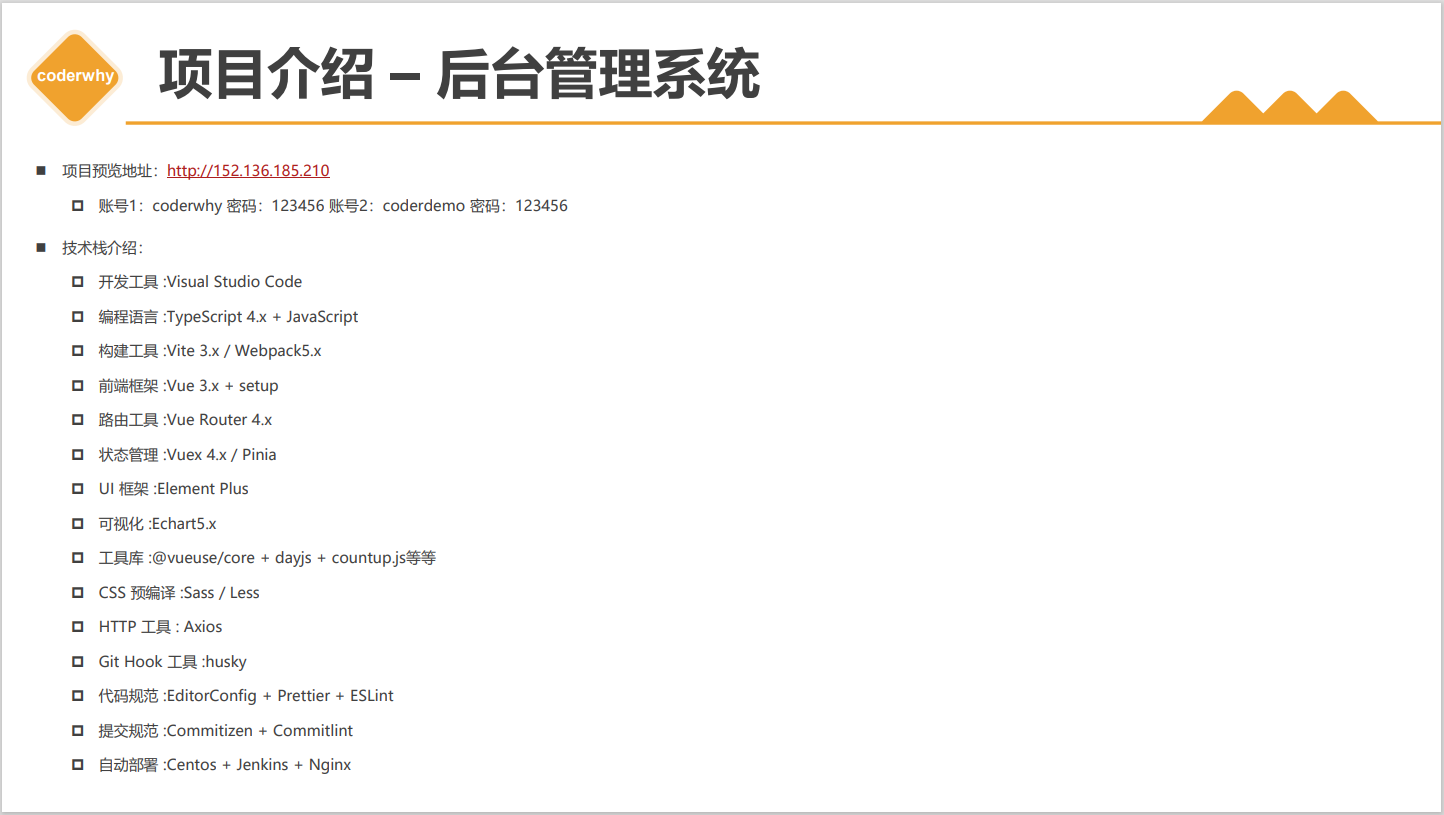 coderwhy
项目介绍 – 后台管理系统
项目预览地址：http://152.136.185.210
账号1：coderwhy 密码：123456 账号2：coderdemo 密码：123456
技术栈介绍：
开发工具 :Visual Studio Code
编程语言 :TypeScript 4.x + JavaScript
构建工具 :Vite 3.x / Webpack5.x
前端框架 :Vue 3.x + setup
路由工具 :Vue Router 4.x
状态管理 :Vuex 4.x / Pinia
UI 框架 :Element Plus
可视化 :Echart5.x
工具库 :@vueuse/core + dayjs + countup.js等等
CSS 预编译 :Sass / Less
HTTP 工具 : Axios
Git Hook 工具 :husky
代码规范 :EditorConfig + Prettier + ESLint
提交规范 :Commitizen + Commitlint
自动部署 :Centos + Jenkins + Nginx